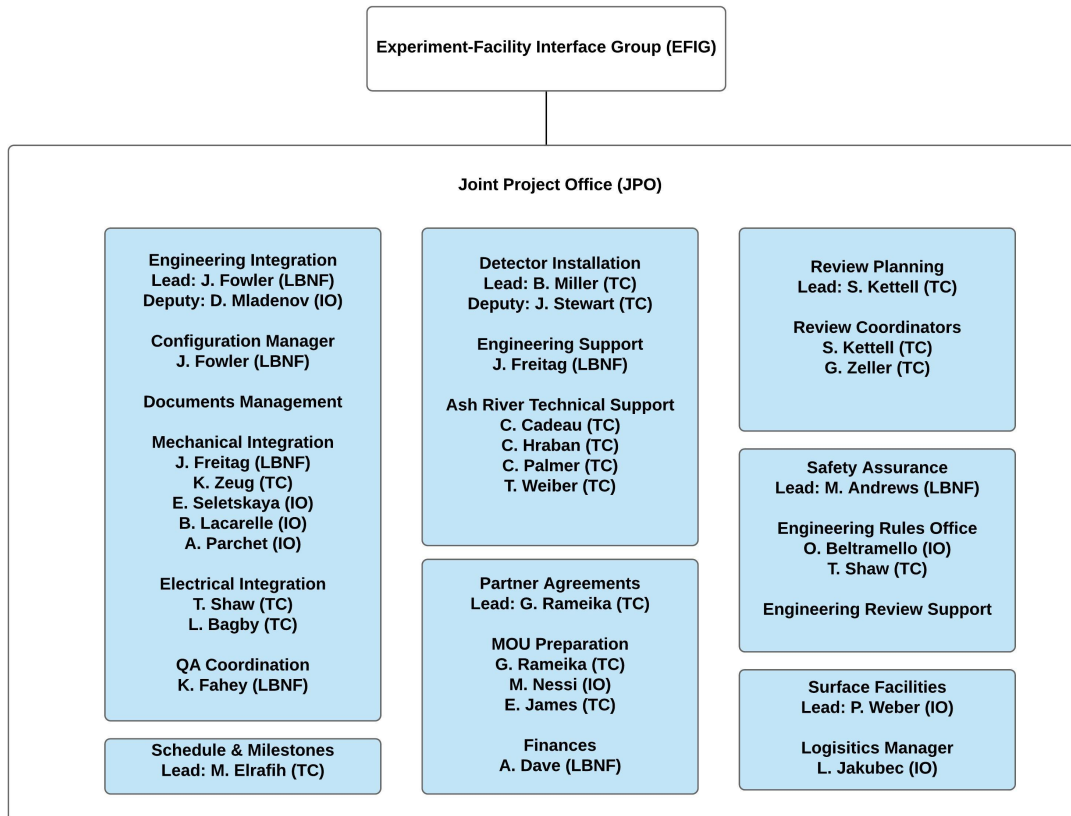 Experiment-Facility Interface Group (EFIG)
Joint Project Office (JPO)
Engineering Integration
Lead: J. Fowler (LBNF)
Deputy: D. Mladenov (IO)
Configuration Manager
J. Fowler (LBNF)
Documents Management
Mechanical Integration
J. Freitag (LBNF)
K. Zeug (TC)
E. Seletskaya (IO)
B. Lacarelle (IO)
A. Parchet (IO)
Electrical Integration
T. Shaw (TC)
L. Bagby (TC)
QA Coordination
K. Fahey (LBNF)
Schedule & Milestones
Lead: M. Elrafih (TC)
Detector Installation
Lead: B. Miller (TC)
Deputy: J. Stewart (TC)
Engineering Support
J. Freitag (LBNF)
Ash River Technical Support
C. Cadeau (TC)
C. Hraban (TC)
C. Palmer (TC)
T. Weiber (TC)
Partner Agreements
Lead: G. Rameika (TC)
MOU Preparation
G. Rameika (TC)
M. Nessi (IO)
E. James (TC)
Finances
A. Dave (LBNF)
Review Planning
Lead: S. Kettell (TC)
Review Coordinators
S. Kettell (TC)
G. Zeller (TC)
Safety Assurance
Lead: M. Andrews (LBNF)
Engineering Rules Office
O. Beltramello (IO)
T. Shaw (TC)
Engineering Review Support
Surface Facilities
Lead: P. Weber (IO)
Logisitics Manager
L. Jakubec (IO)